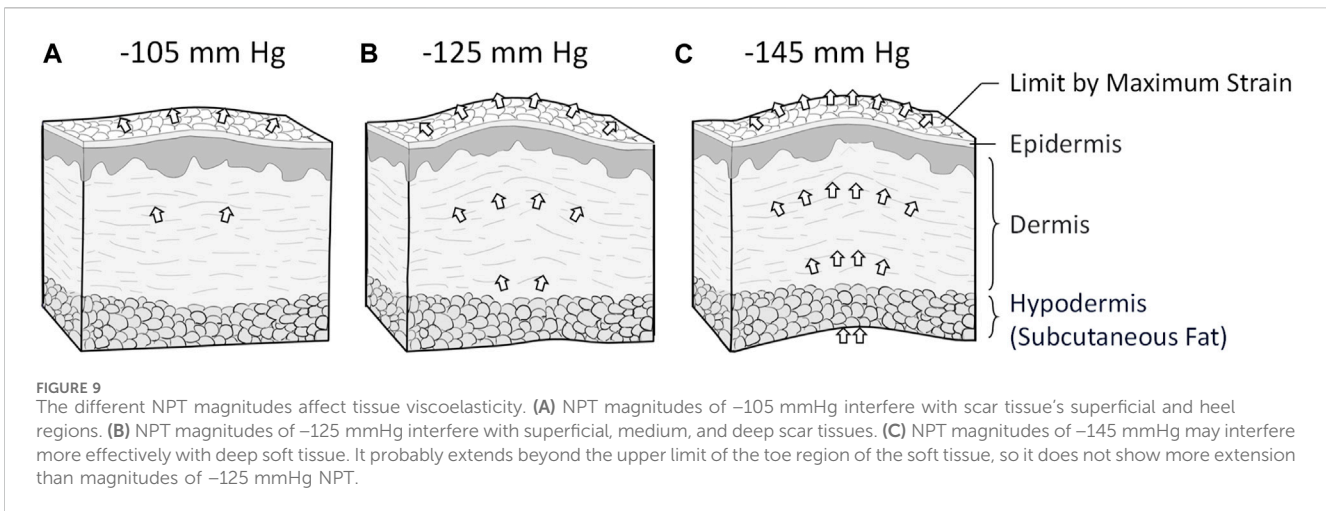 A -105 mm Hg
B -125 mm Hg
C -145 mm Hg
Limit by Maximum Strain
Epidermis
Dermis
Hypodermis
(Subcutaneous Fat)
FIGURE 9
The different NPT magnitudes affect tissue viscoelasticity. (A) NPT magnitudes of –105 mmHg interfere with scar tissue’s superficial and heel
regions. (B) NPT magnitudes of –125 mmHg interfere with superficial, medium, and deep scar tissues. (C) NPT magnitudes of –145 mmHg may interfere
more effectively with deep soft tissue. It probably extends beyond the upper limit of the toe region of the soft tissue, so it does not show more extension
than magnitudes of –125 mmHg NPT.